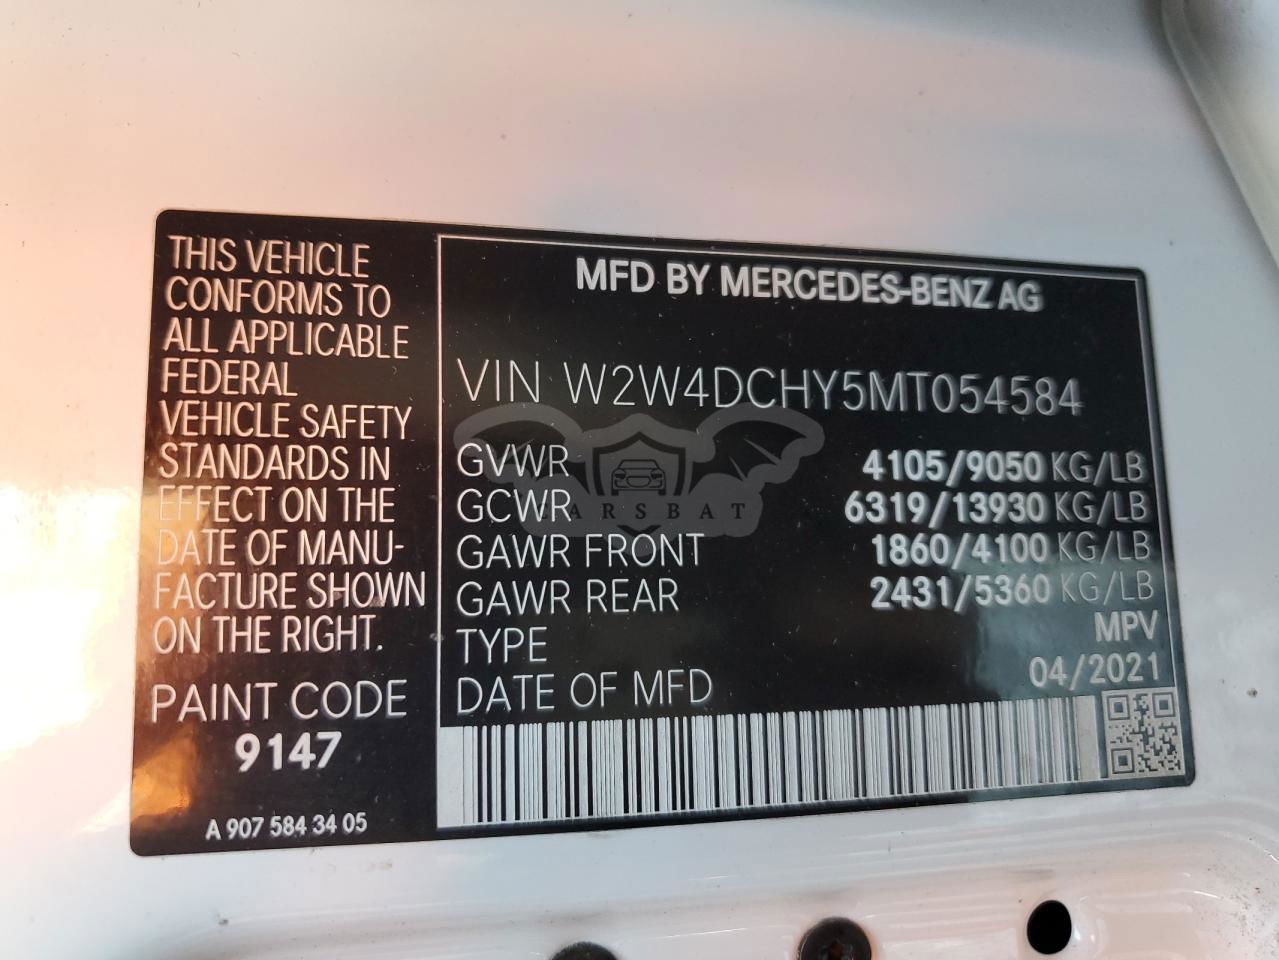 THIS VEHICLE
CONFORMS TO
ALL APPLICABLE
FEDERAL
VEHICLE SAFETY
STANDARDS IN
EFFECT ON THE
DATE OF MANU-
FACTURE SHOWN
ON THE RIGHT.
PAINT CODE
9147
A 907 584 34 05
MFD BY MERCEDES-BENZ AG
VIN W2W4DCHY5MT054584
GVWR 4105/9050 KG/LB
GCWR 6319/13930 KG/LB
GAWR FRONT 1860/4100 KG/LB
GAWR REAR 2431/5360 KG/LB
TYPE MPV
DATE OF MFD 04/2021
CARSBAT